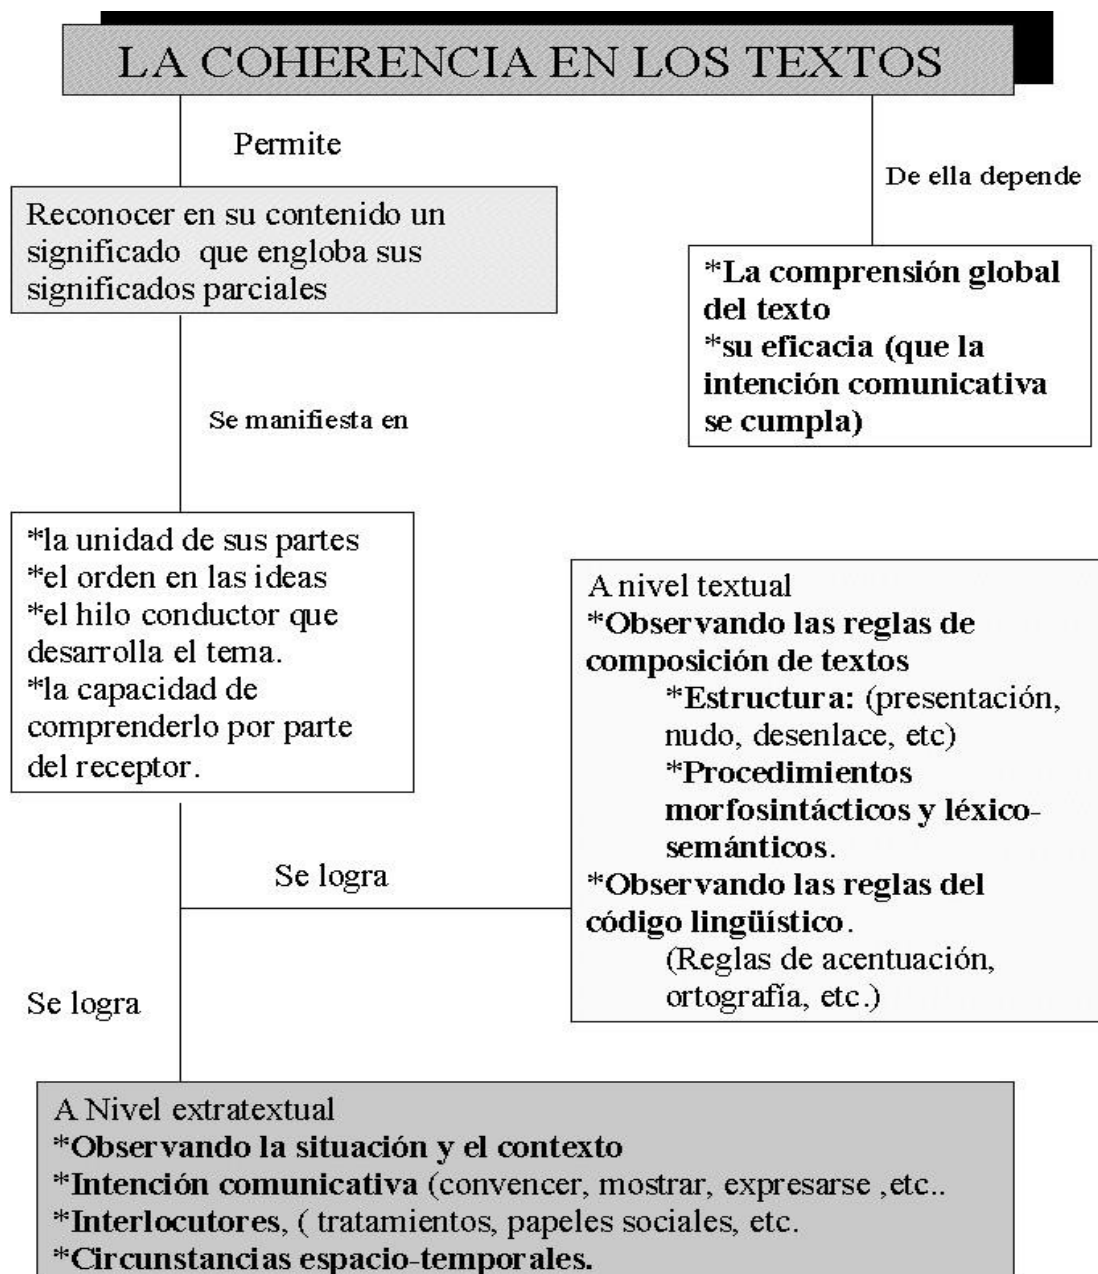 LA COHERENCIA EN LOS TEXTOS
Permite
De ella depende
Reconocer en su contenido un
significado que engloba sus
significados parciales
*La comprensión global
del texto
*su eficacia (que la
intención comunicativa
se cumpla)
Se manifiesta en
*la unidad de sus partes
*el orden en las ideas
*el hilo conductor que
desarrolla el tema.
*la capacidad de
comprenderlo por parte
del receptor.
A nivel textual
*Observando las reglas de
composición de textos
*Estructura: (presentación,
nudo, desenlace, etc)
*Procedimientos
morfosintácticos y léxico-
semánticos.
*Observando las reglas del
código lingüístico.
(Reglas de acentuación,
ortografía, etc.)
Se logra
Se logra
A Nivel extratextual
*Observando la situación y el contexto
*Intención comunicativa (convencer, mostrar, expresarse ,etc..
*Interlocutores, ( tratamientos, papeles sociales, etc.
*Circunstancias espacio-temporales.